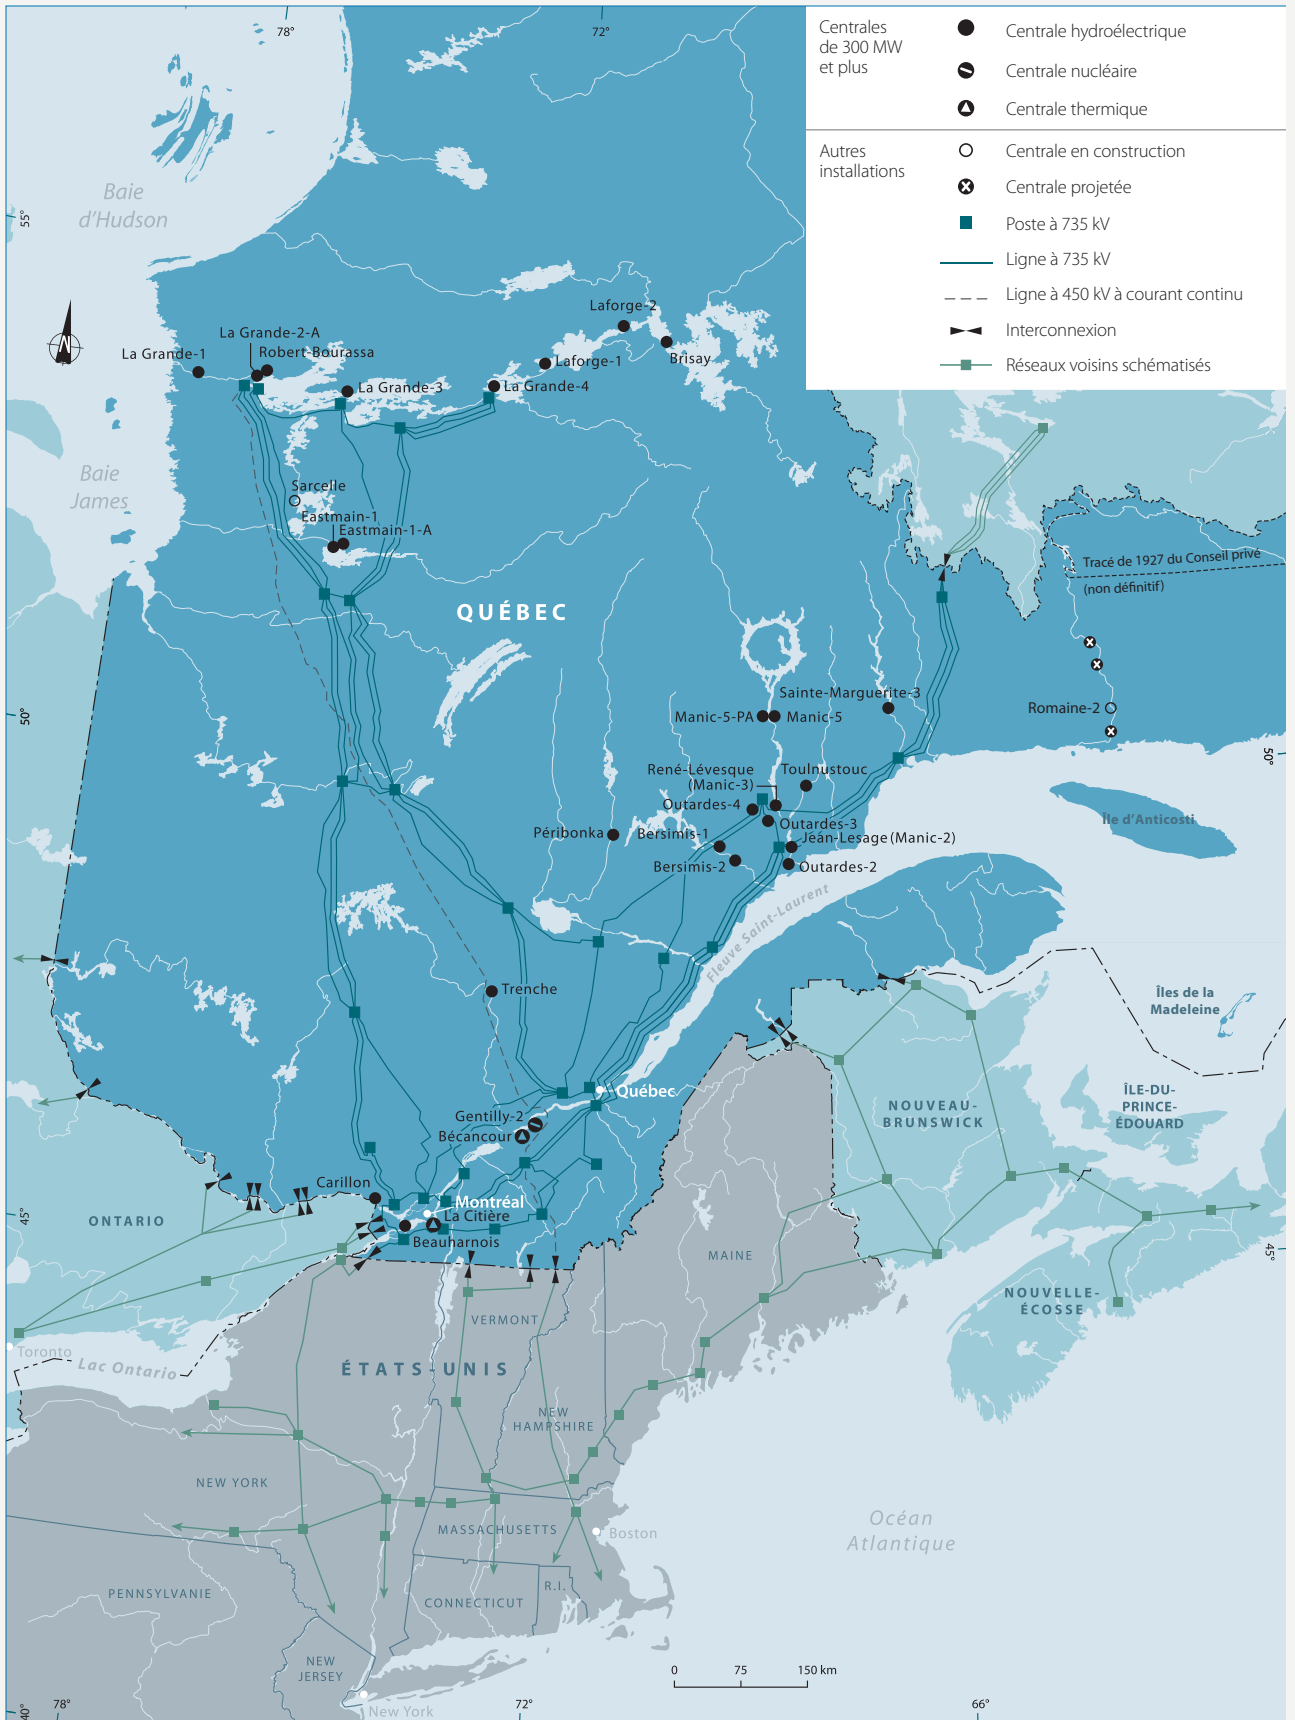 78°
72°
Centrales
de 300 MW
et plus
Centrale hydroélectrique
Centrale nucléaire
Centrale thermique
Autres
installations
Centrale en construction
Centrale projetée
Poste à 735 kV
Ligne à 735 kV
Ligne à 450 kV à courant continu
Interconnexion
Réseaux voisins schématisés
Baie
d'Hudson
55°
N
Laforge-2
La Grande-2-A
Robert-Bourassa
La Grande-1
Brisay
Laforge-1
La Grande-3
La Grande-4
Baie
James
Sarcelle
Eastmain-1
Eastmain-1-A
Tracé de 1927 du Conseil privé
(non définitif)
QUÉBEC
Sainte-Marguerite-3
Manic-5-PA
Manic-5
Romaine-2
50°
50°
René-Lévesque
(Manic-3)
Toulnustouc
Outardes-4
Outardes-3
Péribonka
Bersimis-1
Jean-Lesage (Manic-2)
Bersimis-2
Outardes-2
Île d'Anticosti
Fleuve Saint-Laurent
Trenche
Îles de la
Madeleine
Québec
Gentilly-2
Bécancour
NOUVEAU-
BRUNSWICK
ÎLE-DU-
PRINCE-
ÉDOUARD
Carillon
Montréal
La Citière
Beauharnois
45°
ONTARIO
45°
MAINE
NOUVELLE-
ÉCOSSE
VERMONT
Toronto
Lac Ontario
ÉTATS-UNIS
NEW
HAMPSHIRE
NEW YORK
MASSACHUSETTS
Boston
Océan
Atlantique
PENNSYLVANIE
R.I.
CONNECTICUT
NEW
JERSEY
0 75 150 km
New York
40°
78°
72°
66°